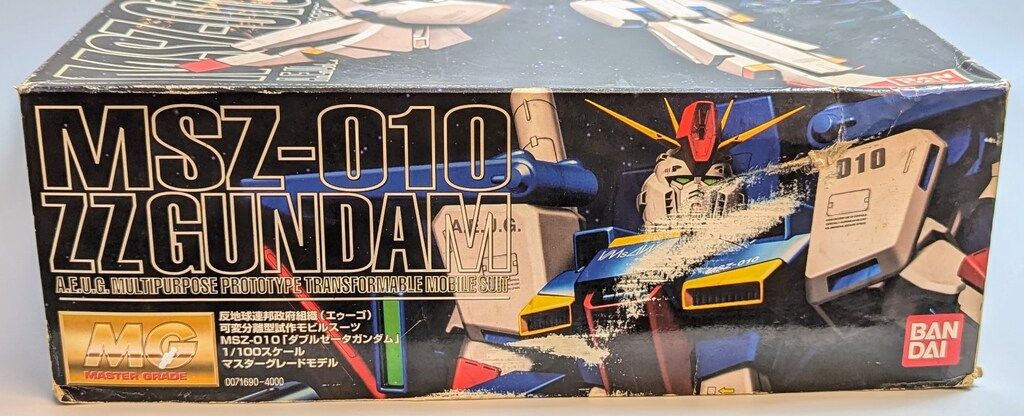 MSZ-010
ZZ GUNDAM
A.E.U.G. MULTIPURPOSE PROTOTYPE TRANSFORMABLE MOBILE SUIT
MG
MASTER GRADE
反地球連邦政府組織（エゥーゴ）
可変分離型試作モビルスーツ
MSZ-010「ダブルゼータガンダム」
1/100スケール
マスターグレードモデル
0071690-4000
A.E.U.G.
MSZ-010
010
BAN
DAI